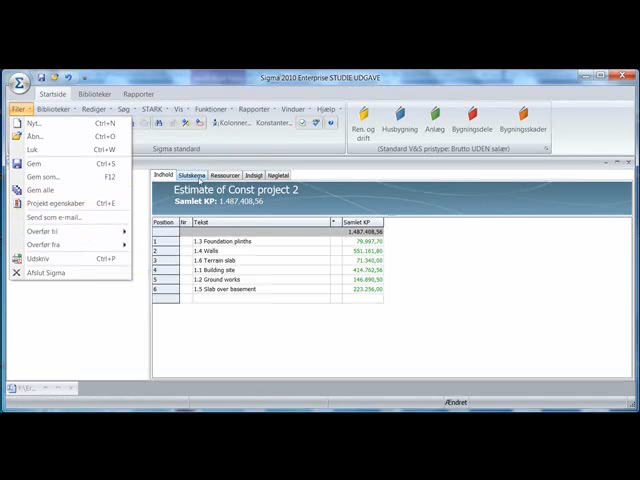 Sigma 2010 Enterprise STUDIE UDGAVE
Startside Biblioteker Rapporter
Filer Biblioteker Rediger Søg STARK Vis Funktioner Rapporter Vinduer Hjælp
Kolonner... Konstanter...
Sigma standard
Ren. og drift Husbygning Anlæg Bygningsdele Bygningsskader
(Standard V&S pristype: Brutto UDEN salær)
Nyt... Ctrl+N
Åbn... Ctrl+O
Luk Ctrl+W
Gem Ctrl+S
Gem som... F12
Gem alle
Projekt egenskaber Ctrl+E
Send som e-mail...
Overfør til
Overfør fra
Udskriv Ctrl+P
Afslut Sigma
Indhold Slutskema Ressourcer Indsigt Nøgletal
Estimate of Const project 2
Samlet KP: 1.487.408,56
Position Nr Tekst * Samlet KP
1.487.408,56
1 1.3 Foundation plinths 79.997,70
2 1.4 Walls 551.161,80
3 1.6 Terrain slab 71.340,00
4 1.1 Building site 414.762,56
5 1.2 Ground works 146.890,50
6 1.5 Slab over basement 223.256,00
Ændret